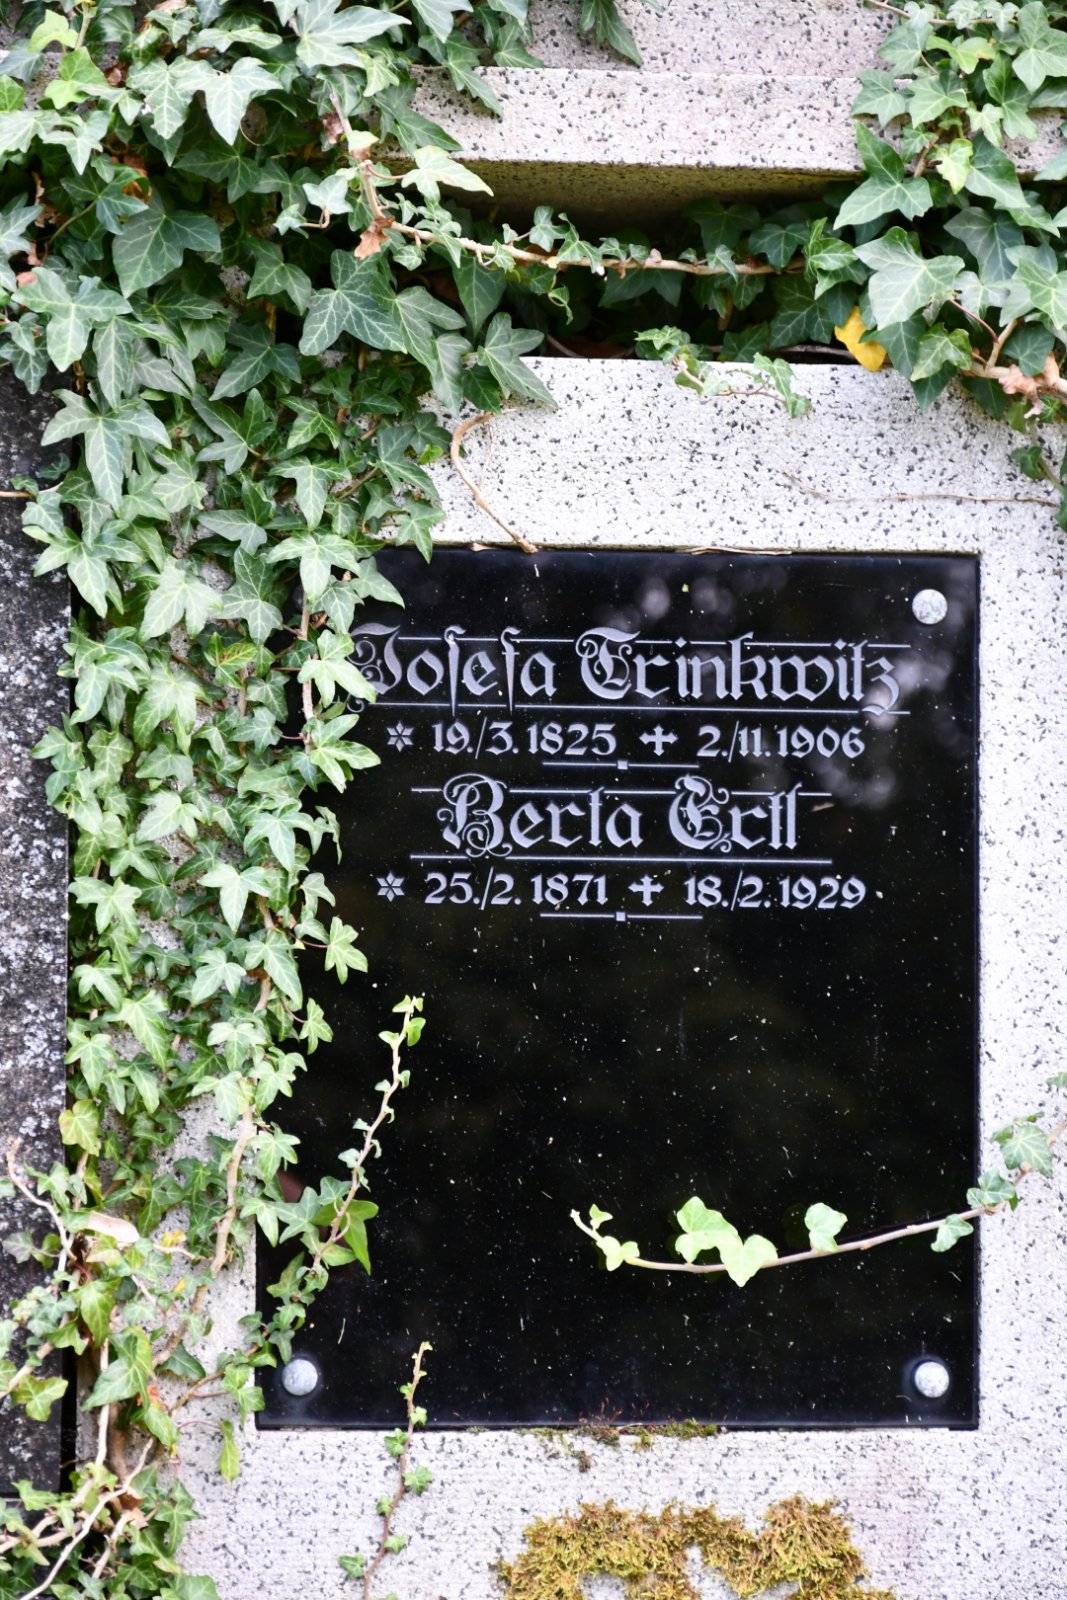 Josefa Trinkwitz
✲ 19./3. 1825 ✝ 2./11. 1906
Berta Ertl
✲ 25./2. 1871 ✝ 18./2. 1929